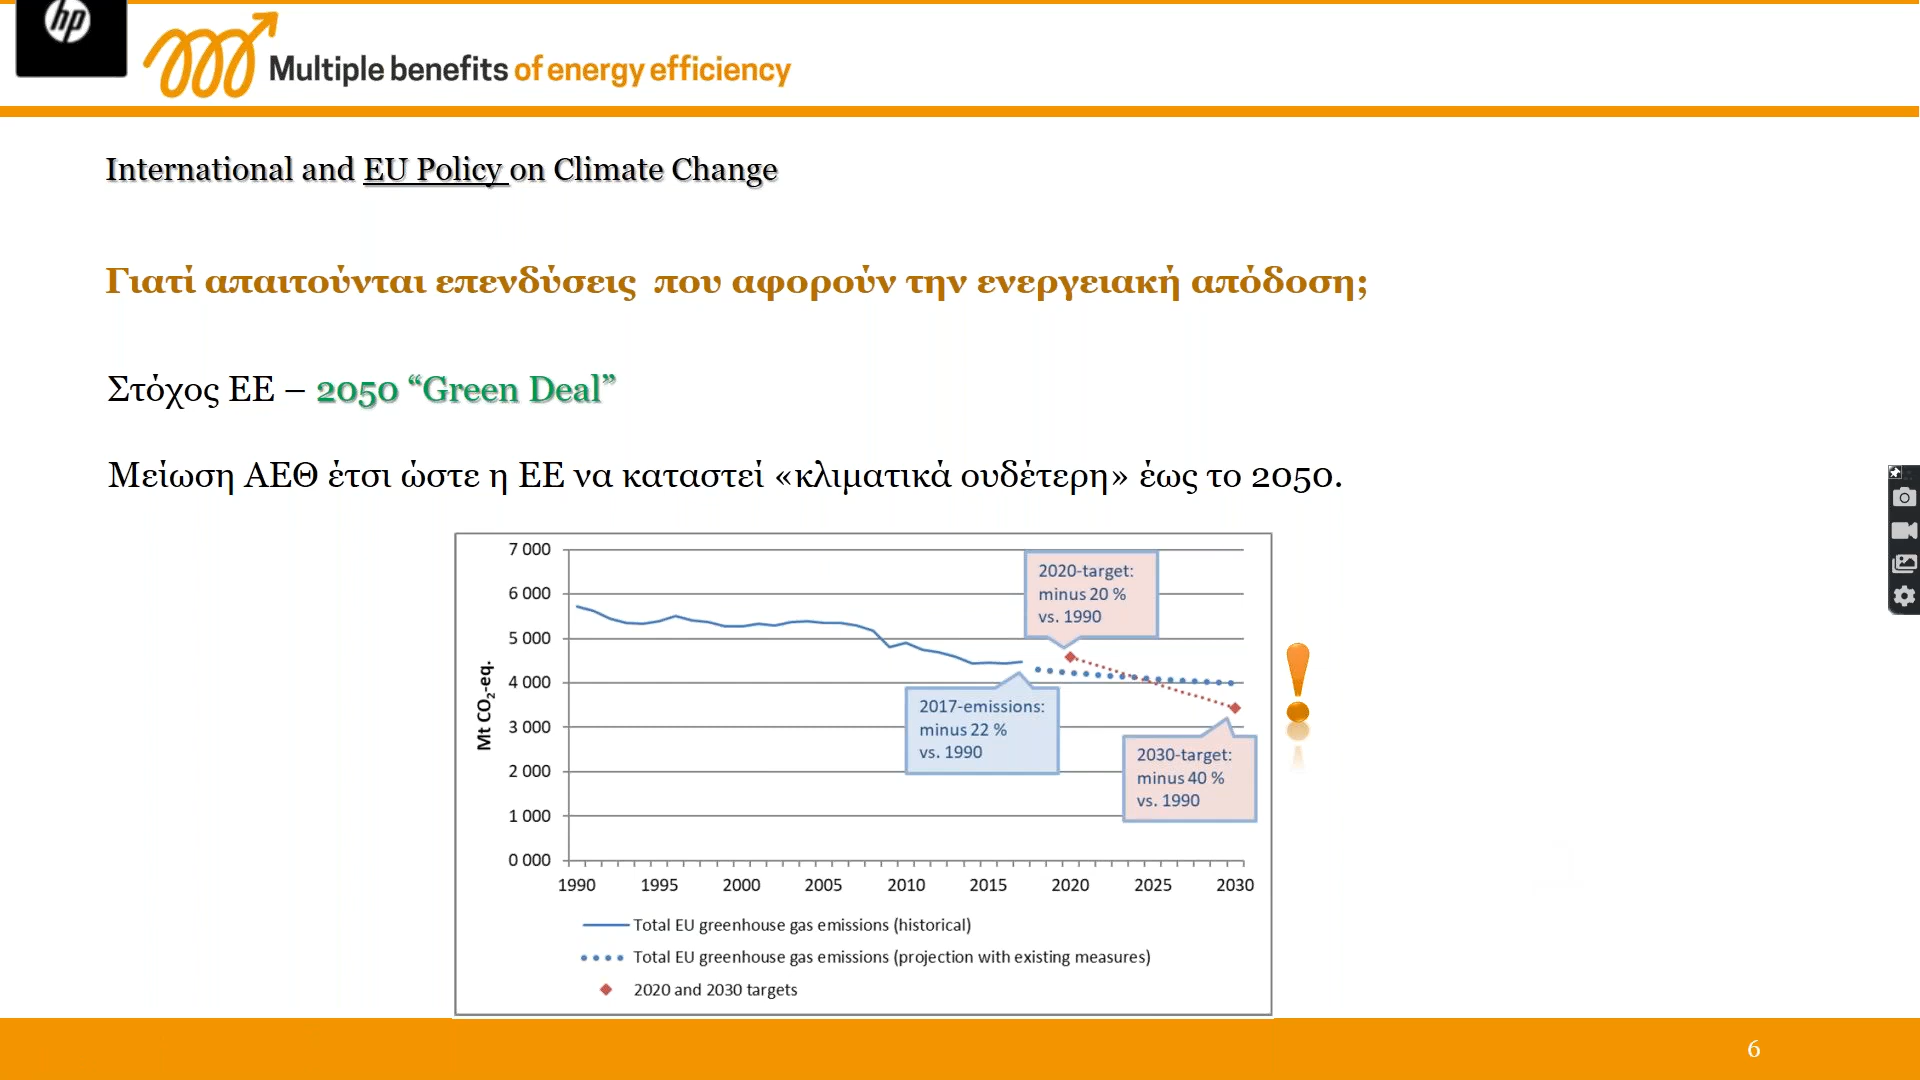 hp
Multiple benefits of energy efficiency
International and EU Policy on Climate Change
Γιατί απαιτούνται επενδύσεις που αφορούν την ενεργειακή απόδοση;
Στόχος ΕΕ – 2050 “Green Deal”
Μείωση ΑΕΘ έτσι ώστε η ΕΕ να καταστεί «κλιματικά ουδέτερη» έως το 2050.
7 000
6 000
5 000
4 000
3 000
2 000
1 000
0 000
Mt CO₂-eq.
2020-target:
minus 20 %
vs. 1990
2017-emissions:
minus 22 %
vs. 1990
2030-target:
minus 40 %
vs. 1990
1990 1995 2000 2005 2010 2015 2020 2025 2030
Total EU greenhouse gas emissions (historical)
Total EU greenhouse gas emissions (projection with existing measures)
2020 and 2030 targets
!
6